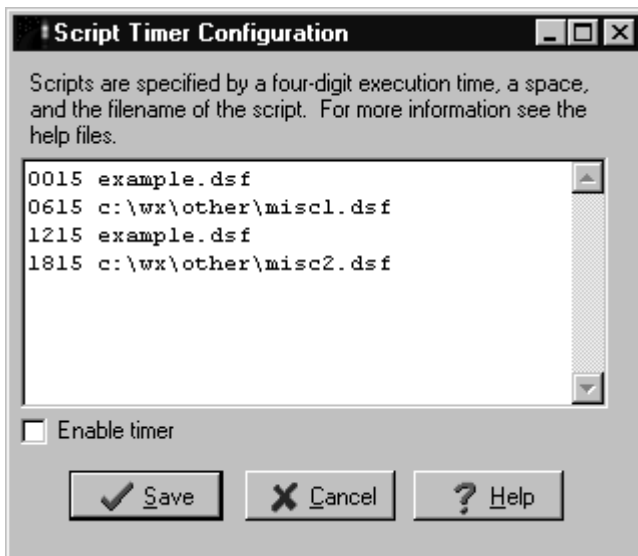 Script Timer Configuration
Scripts are specified by a four-digit execution time, a space,
and the filename of the script.  For more information see the
help files.
0015 example.dsf
0615 c:\wx\other\misc1.dsf
1215 example.dsf
1815 c:\wx\other\misc2.dsf
Enable timer
Save Cancel ? Help